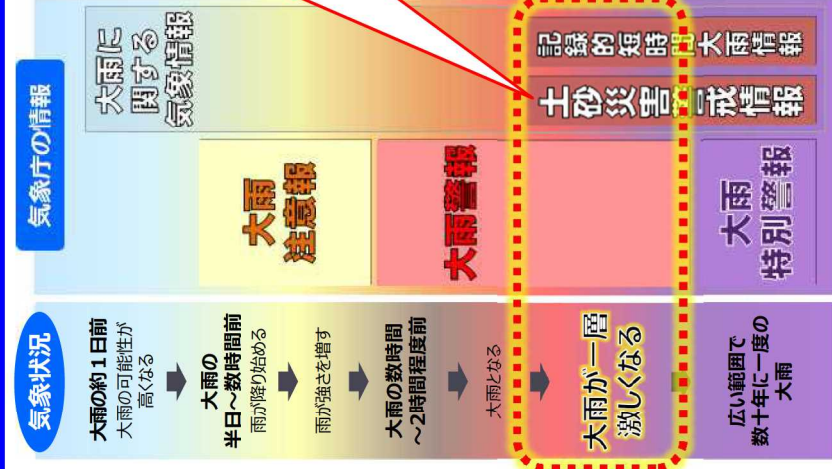 気象状況
気象庁の情報
大雨の約1日前
大雨の可能性が
高くなる
大雨の
半日~数時間前
雨が降り始める
雨が強さを増す
大雨の数時間
~2時間程度前
大雨となる
大雨が一層
激しくなる
広い範囲で
数十年に一度の
大雨
大雨に
関する
気象情報
大雨
注意報
大雨警報
記録的短時間大雨情報
土砂災害警戒情報
大雨
特別警報